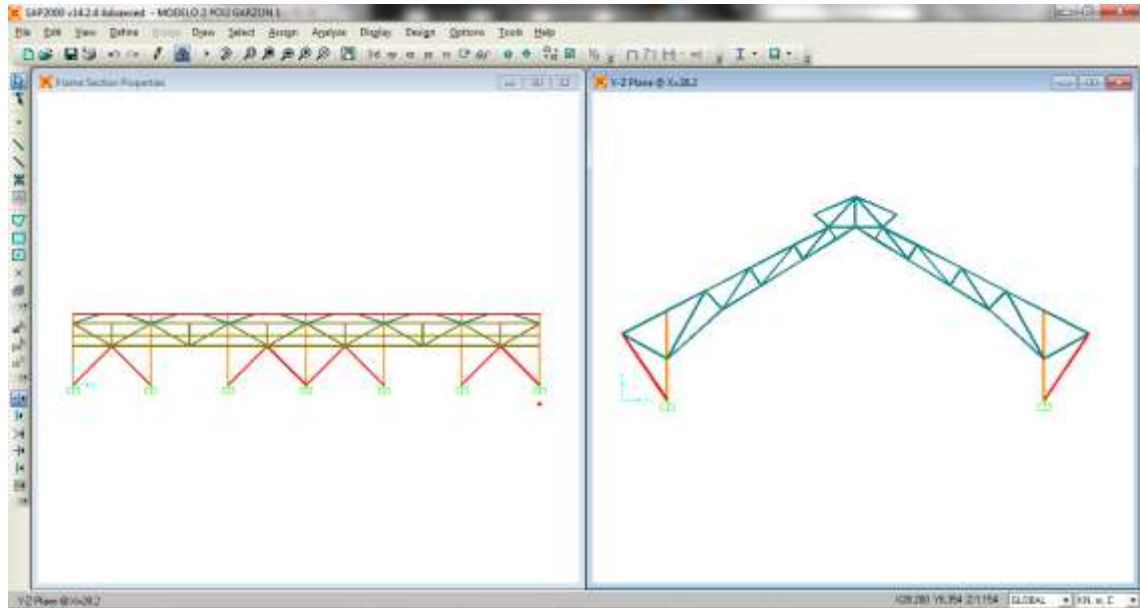 SAP2000 v14.2.4 Advanced - MODELO 2 POLI GARZON 1
File Edit View Define Draw Select Assign Analyze Display Design Options Tools Help
Frame Section Properties
Y-Z Plane @ X=28.2
Y-Z Plane @ X=28.2
GLOBAL
KN, m, C